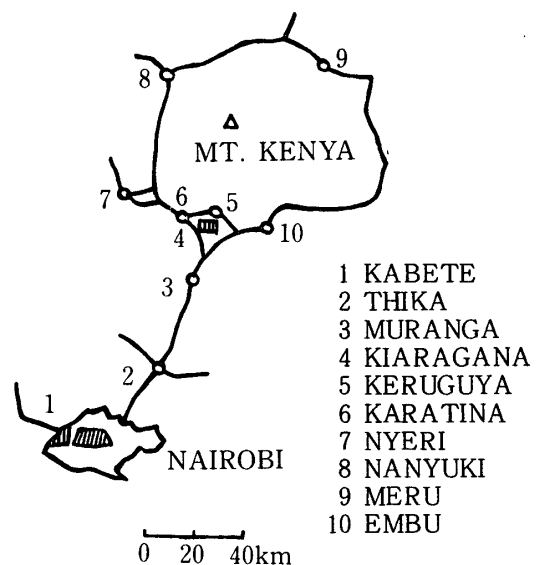 8
9
MT. KENYA
7
6
5
4
10
3
2
1
NAIROBI
1 KABETE
2 THIKA
3 MURANGA
4 KIARAGANA
5 KERUGUYA
6 KARATINA
7 NYERI
8 NANYUKI
9 MERU
10 EMBU
0 20 40km